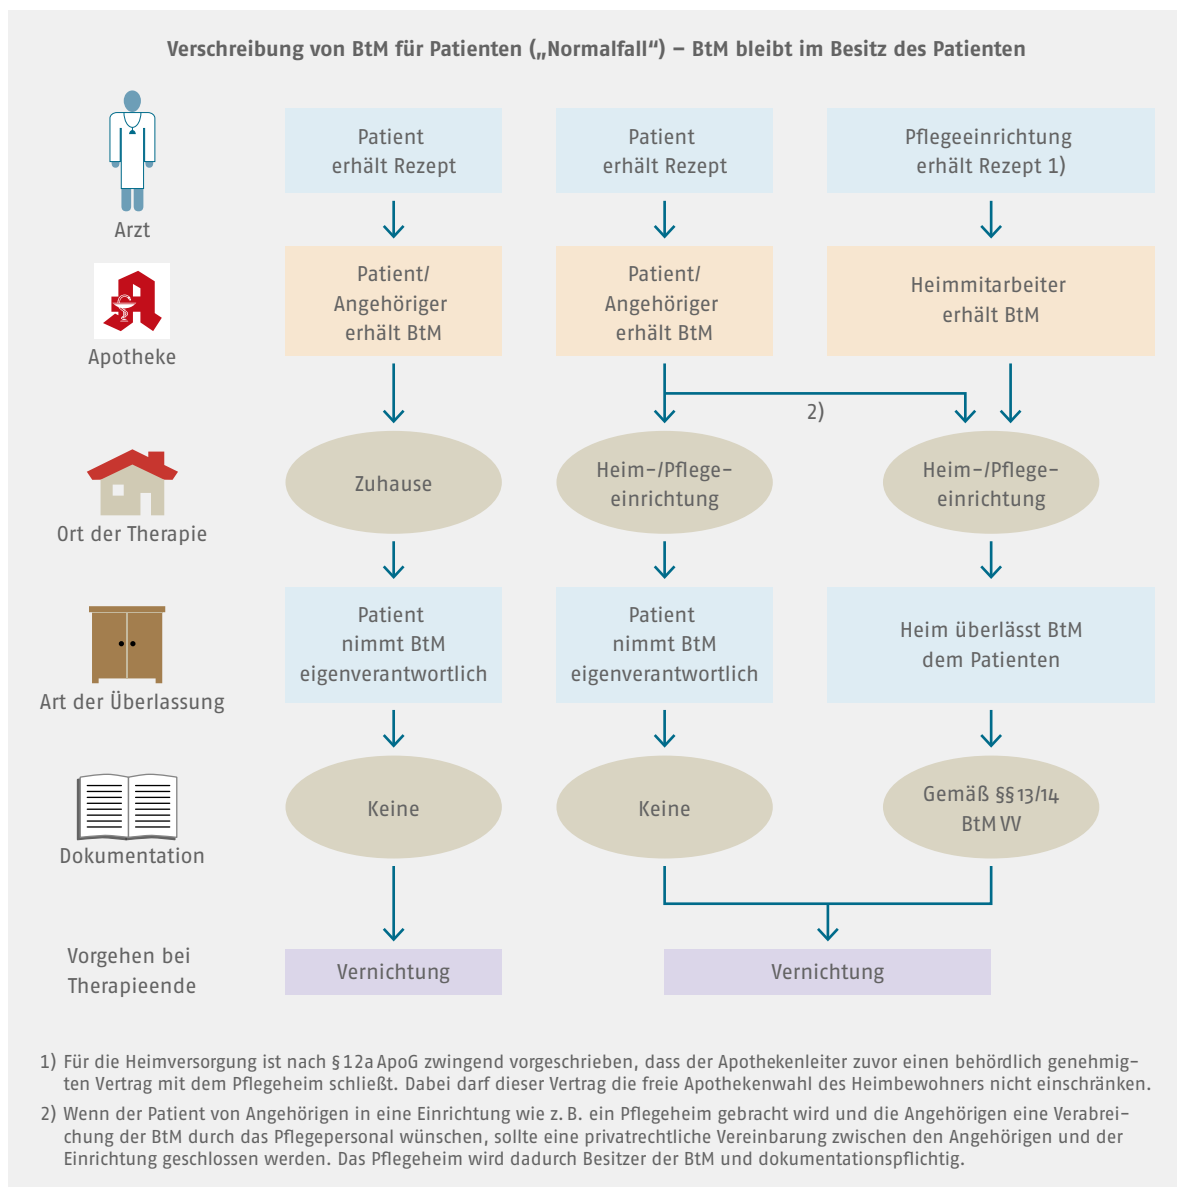 Verschreibung von BtM für Patienten („Normalfall“) – BtM bleibt im Besitz des Patienten
Arzt
Patient
erhält Rezept
Patient
erhält Rezept
Pflegeeinrichtung
erhält Rezept 1)
Apotheke
Patient/
Angehöriger
erhält BtM
Patient/
Angehöriger
erhält BtM
Heimmitarbeiter
erhält BtM
2)
Ort der Therapie
Zuhause
Heim-/Pflege-
einrichtung
Heim-/Pflege-
einrichtung
Art der Überlassung
Patient
nimmt BtM
eigenverantwortlich
Patient
nimmt BtM
eigenverantwortlich
Heim überlässt BtM
dem Patienten
Dokumentation
Keine
Keine
Gemäß §§ 13/14
BtM VV
Vorgehen bei
Therapieende
Vernichtung
Vernichtung
1) Für die Heimversorgung ist nach § 12a ApoG zwingend vorgeschrieben, dass der Apothekenleiter zuvor einen behördlich genehmig-
ten Vertrag mit dem Pflegeheim schließt. Dabei darf dieser Vertrag die freie Apothekenwahl des Heimbewohners nicht einschränken.
2) Wenn der Patient von Angehörigen in eine Einrichtung wie z. B. ein Pflegeheim gebracht wird und die Angehörigen eine Verabrei-
chung der BtM durch das Pflegepersonal wünschen, sollte eine privatrechtliche Vereinbarung zwischen den Angehörigen und der
Einrichtung geschlossen werden. Das Pflegeheim wird dadurch Besitzer der BtM und dokumentationspflichtig.